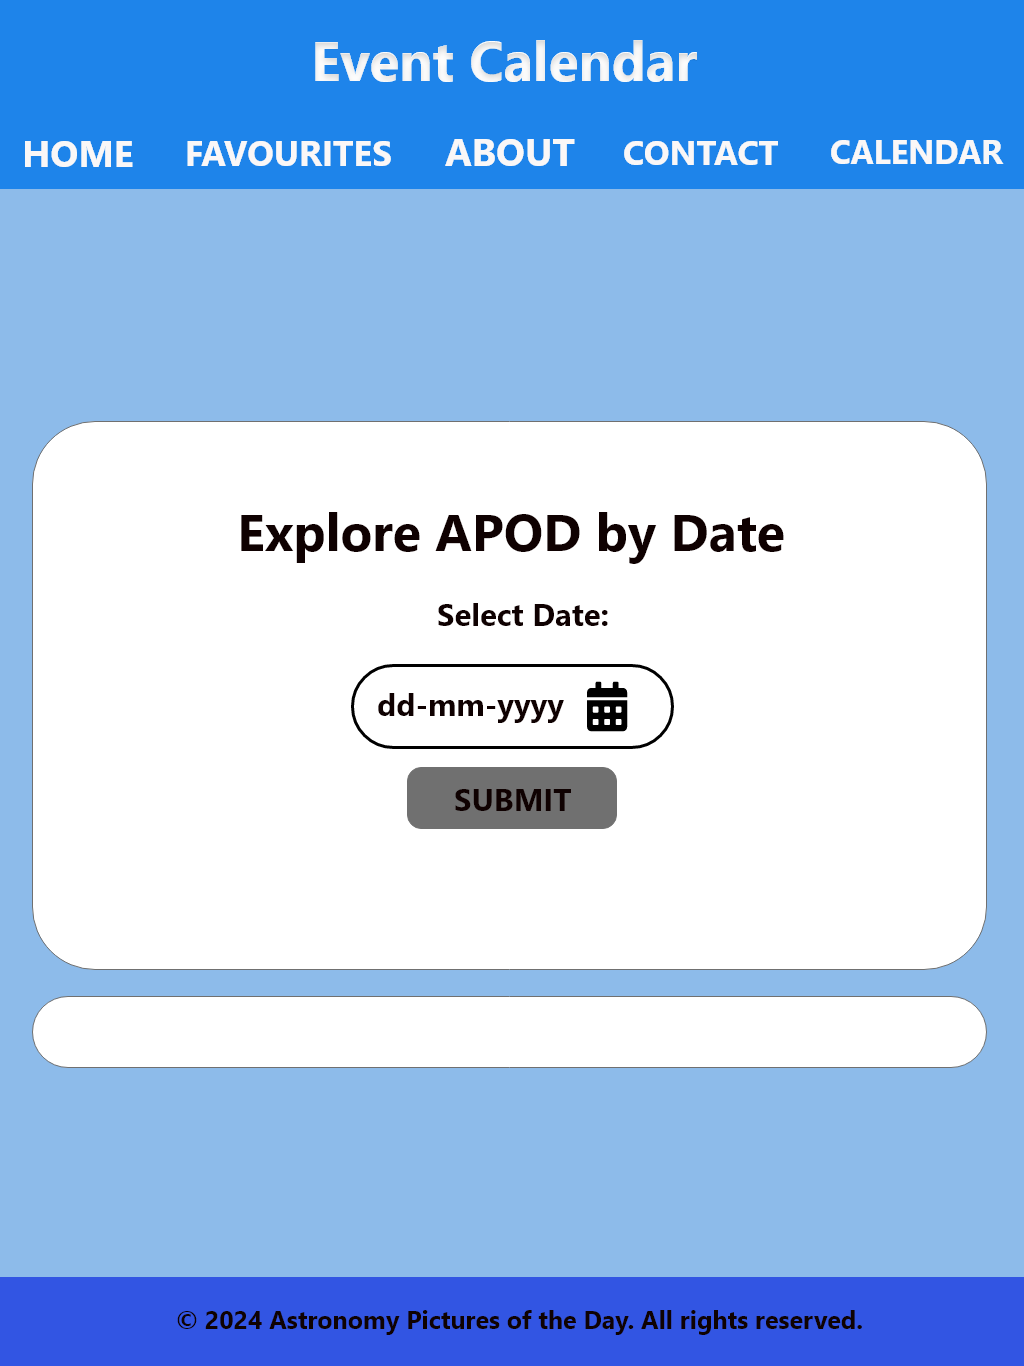 Event Calendar
HOME FAVOURITES ABOUT CONTACT CALENDAR
Explore APOD by Date
Select Date:
dd-mm-yyyy
SUBMIT
© 2024 Astronomy Pictures of the Day. All rights reserved.